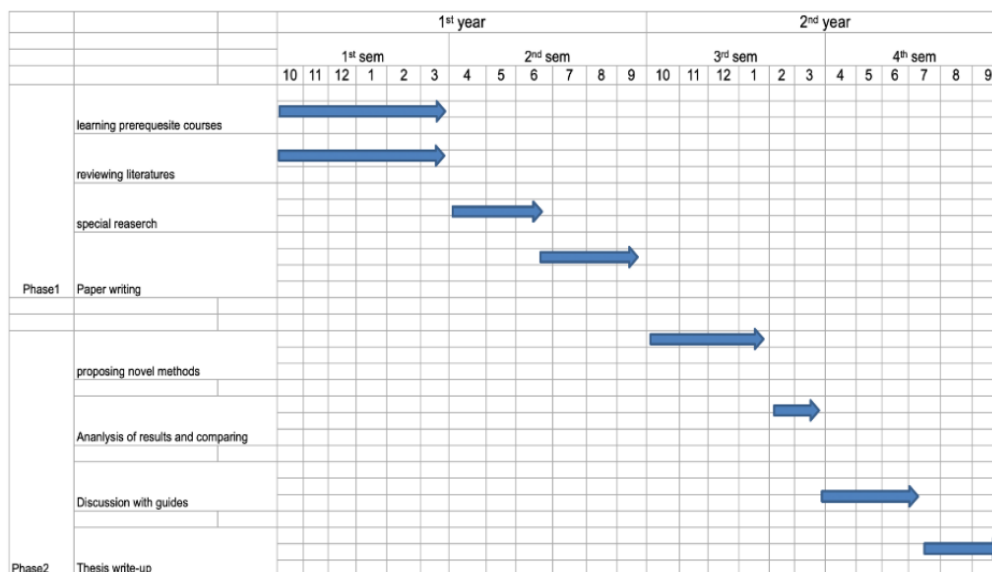 1st year 2nd year
1st sem 2nd sem 3rd sem 4th sem
10 11 12 1 2 3 4 5 6 7 8 9 10 11 12 1 2 3 4 5 6 7 8 9
learning prerequesite courses
reviewing literatures
special reaserch
Phase1 Paper writing
proposing novel methods
Ananlysis of results and comparing
Discussion with guides
Phase2 Thesis write-up